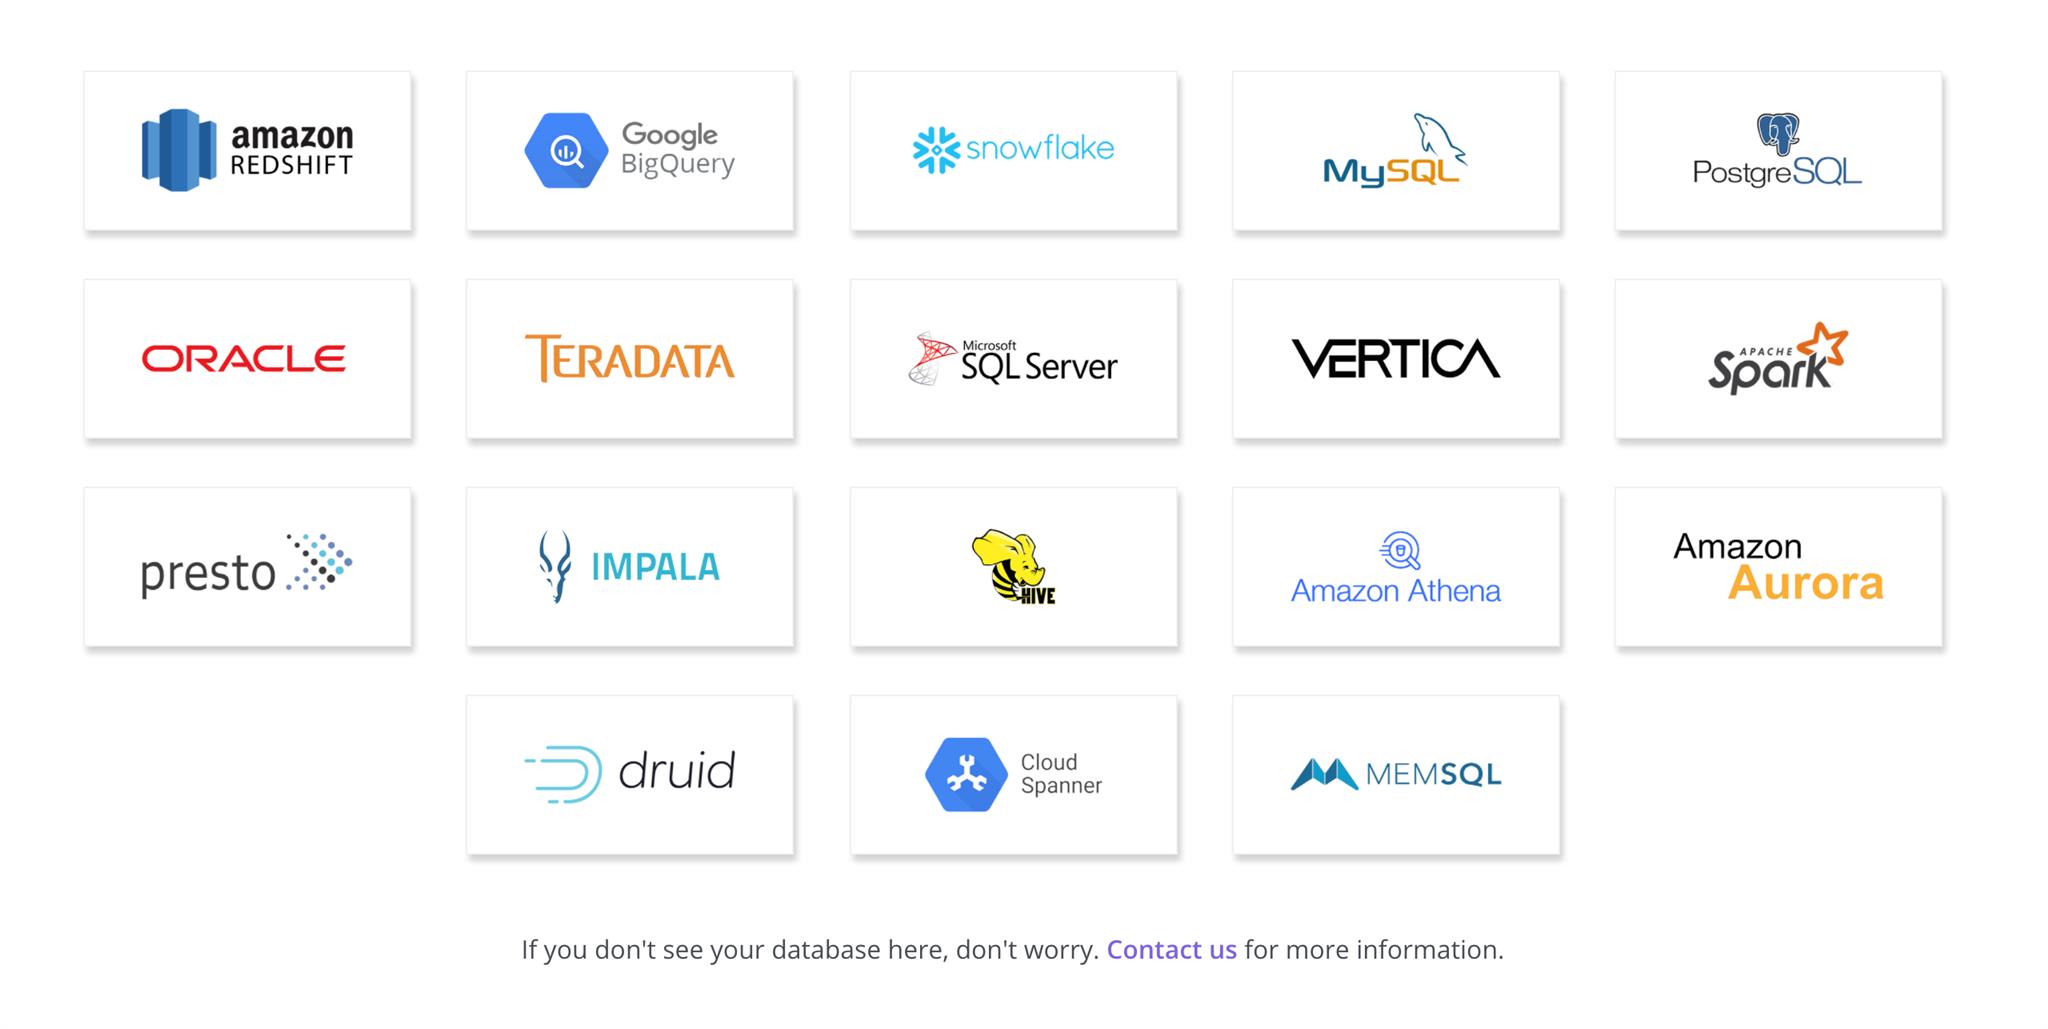 amazon
REDSHIFT
Google
BigQuery
snowflake
MySQL
PostgreSQL
ORACLE
TERADATA
Microsoft
SQL Server
VERTICA
APACHE
Spark
presto
IMPALA
HIVE
Amazon Athena
Amazon
Aurora
druid
Cloud
Spanner
MEMSQL
If you don't see your database here, don't worry. Contact us for more information.